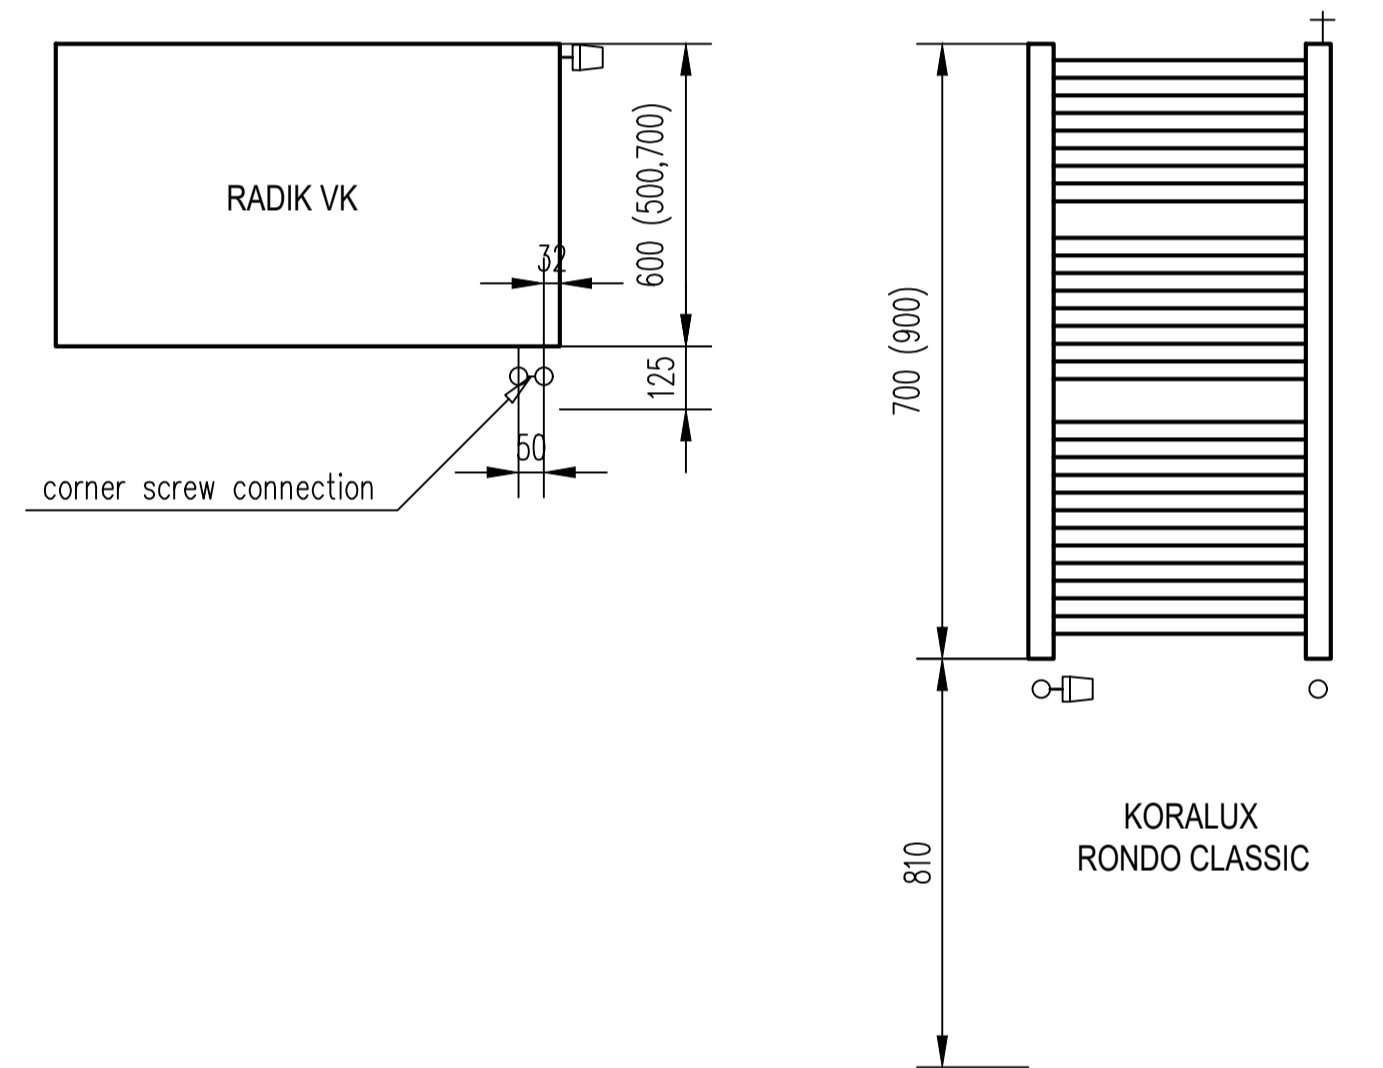 RADIK VK
32
600 (500,700)
125
50
corner screw connection
700 (900)
810
KORALUX
RONDO CLASSIC